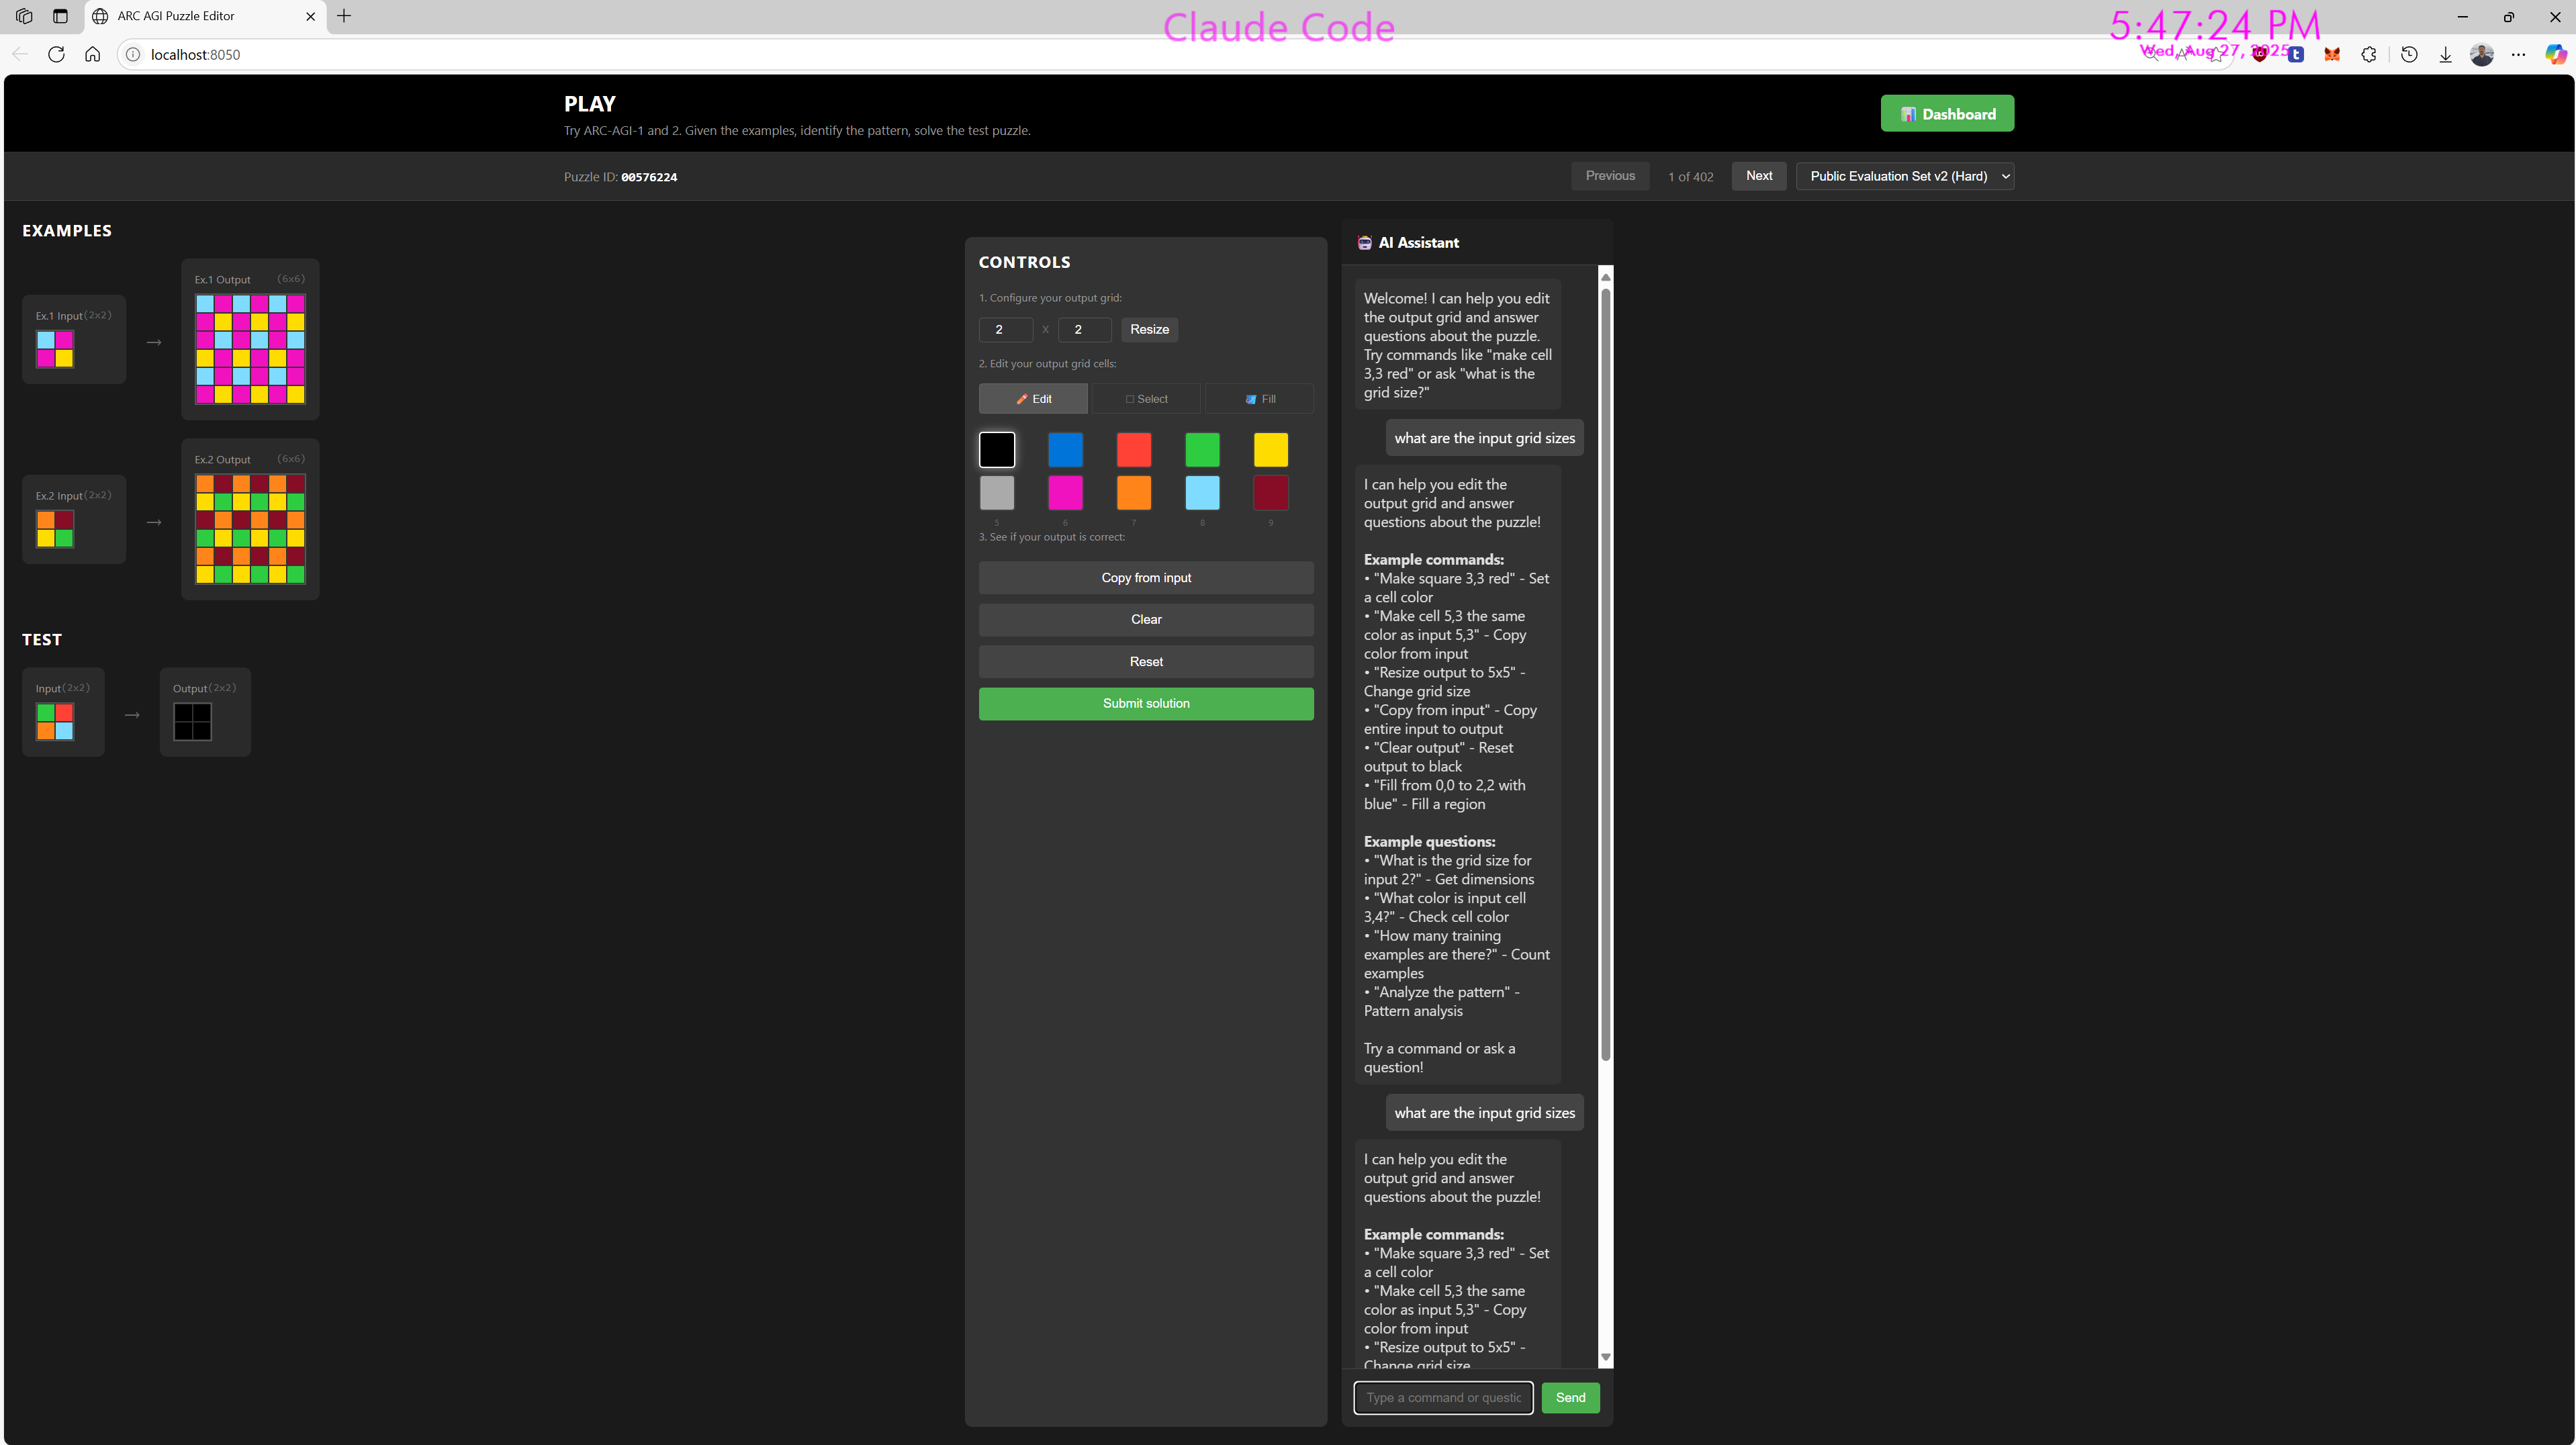 ARC AGI Puzzle Editor
Claude Code
5:47:24 PM
Wed, Aug 27, 2025
localhost:8050
PLAY
Try ARC-AGI-1 and 2. Given the examples, identify the pattern, solve the test puzzle.
📊 Dashboard
Puzzle ID: 00576224
Previous
1 of 402
Next
Public Evaluation Set v2 (Hard)
EXAMPLES
Ex.1 Input(2x2)
→
Ex.1 Output (6x6)
Ex.2 Input(2x2)
→
Ex.2 Output (6x6)
TEST
Input(2x2)
→
Output(2x2)
CONTROLS
1. Configure your output grid:
2 x 2 Resize
2. Edit your output grid cells:
Edit
Select
Fill
5 6 7 8 9
3. See if your output is correct:
Copy from input
Clear
Reset
Submit solution
AI Assistant
Welcome! I can help you edit
the output grid and answer
questions about the puzzle.
Try commands like "make cell
3,3 red" or ask "what is the
grid size?"
what are the input grid sizes
I can help you edit the
output grid and answer
questions about the puzzle!
Example commands:
• "Make square 3,3 red" - Set
a cell color
• "Make cell 5,3 the same
color as input 5,3" - Copy
color from input
• "Resize output to 5x5" -
Change grid size
• "Copy from input" - Copy
entire input to output
• "Clear output" - Reset
output to black
• "Fill from 0,0 to 2,2 with
blue" - Fill a region
Example questions:
• "What is the grid size for
input 2?" - Get dimensions
• "What color is input cell
3,4?" - Check cell color
• "How many training
examples are there?" - Count
examples
• "Analyze the pattern" -
Pattern analysis
Try a command or ask a
question!
what are the input grid sizes
I can help you edit the
output grid and answer
questions about the puzzle!
Example commands:
• "Make square 3,3 red" - Set
a cell color
• "Make cell 5,3 the same
color as input 5,3" - Copy
color from input
• "Resize output to 5x5" -
Change grid size
Type a command or questic
Send